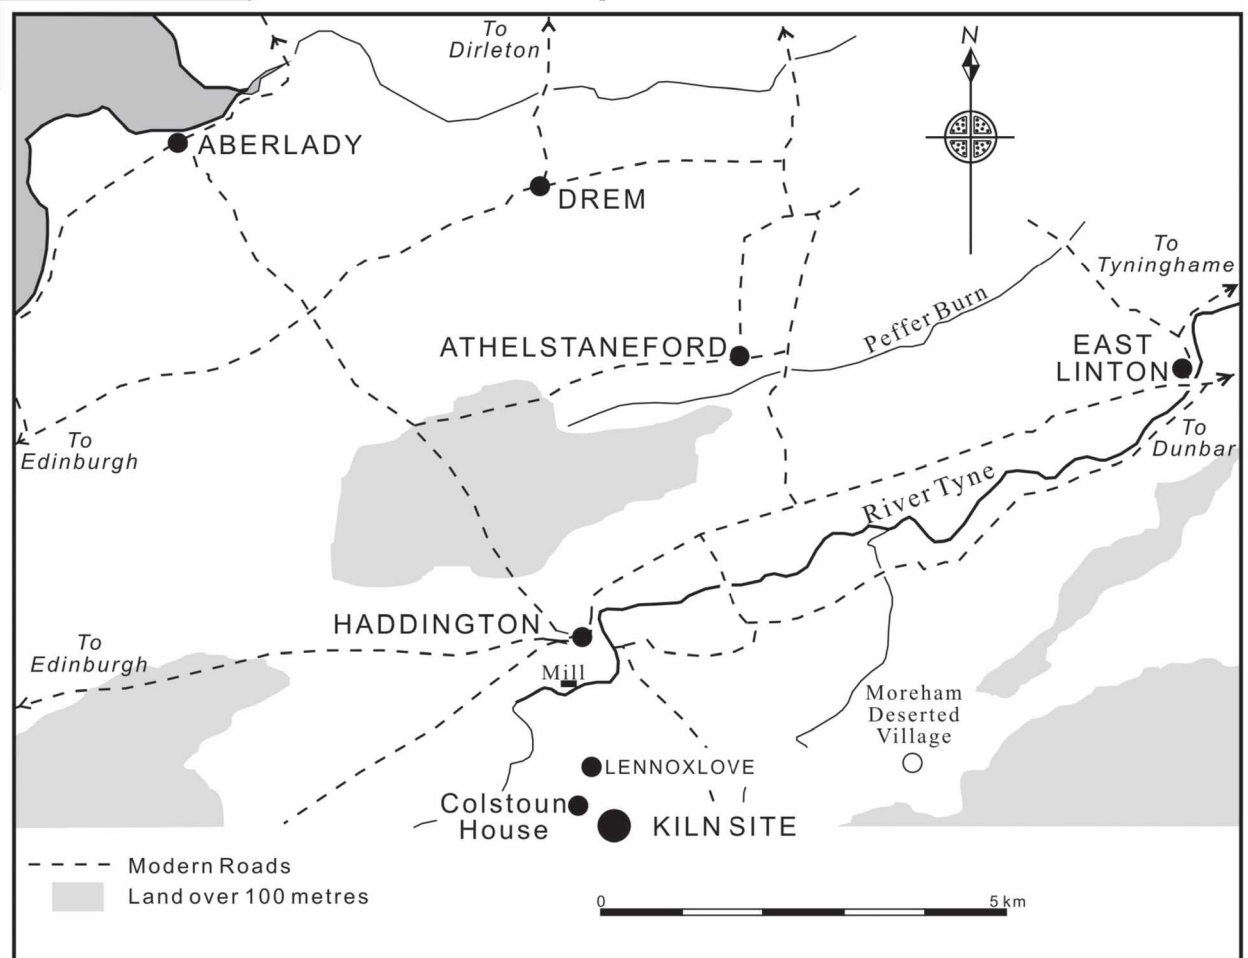 To
Dirleton
N
ABERLADY
DREM
To
Tyninghame
Peffer Burn
ATHELSTANEFORD
EAST
LINTON
To
Edinburgh
To
Dunbar
River Tyne
HADDINGTON
To
Edinburgh
Mill
Moreham
Deserted
Village
LENNOXLOVE
Colstoun
House
KILN SITE
Modern Roads
Land over 100 metres
0
5 km